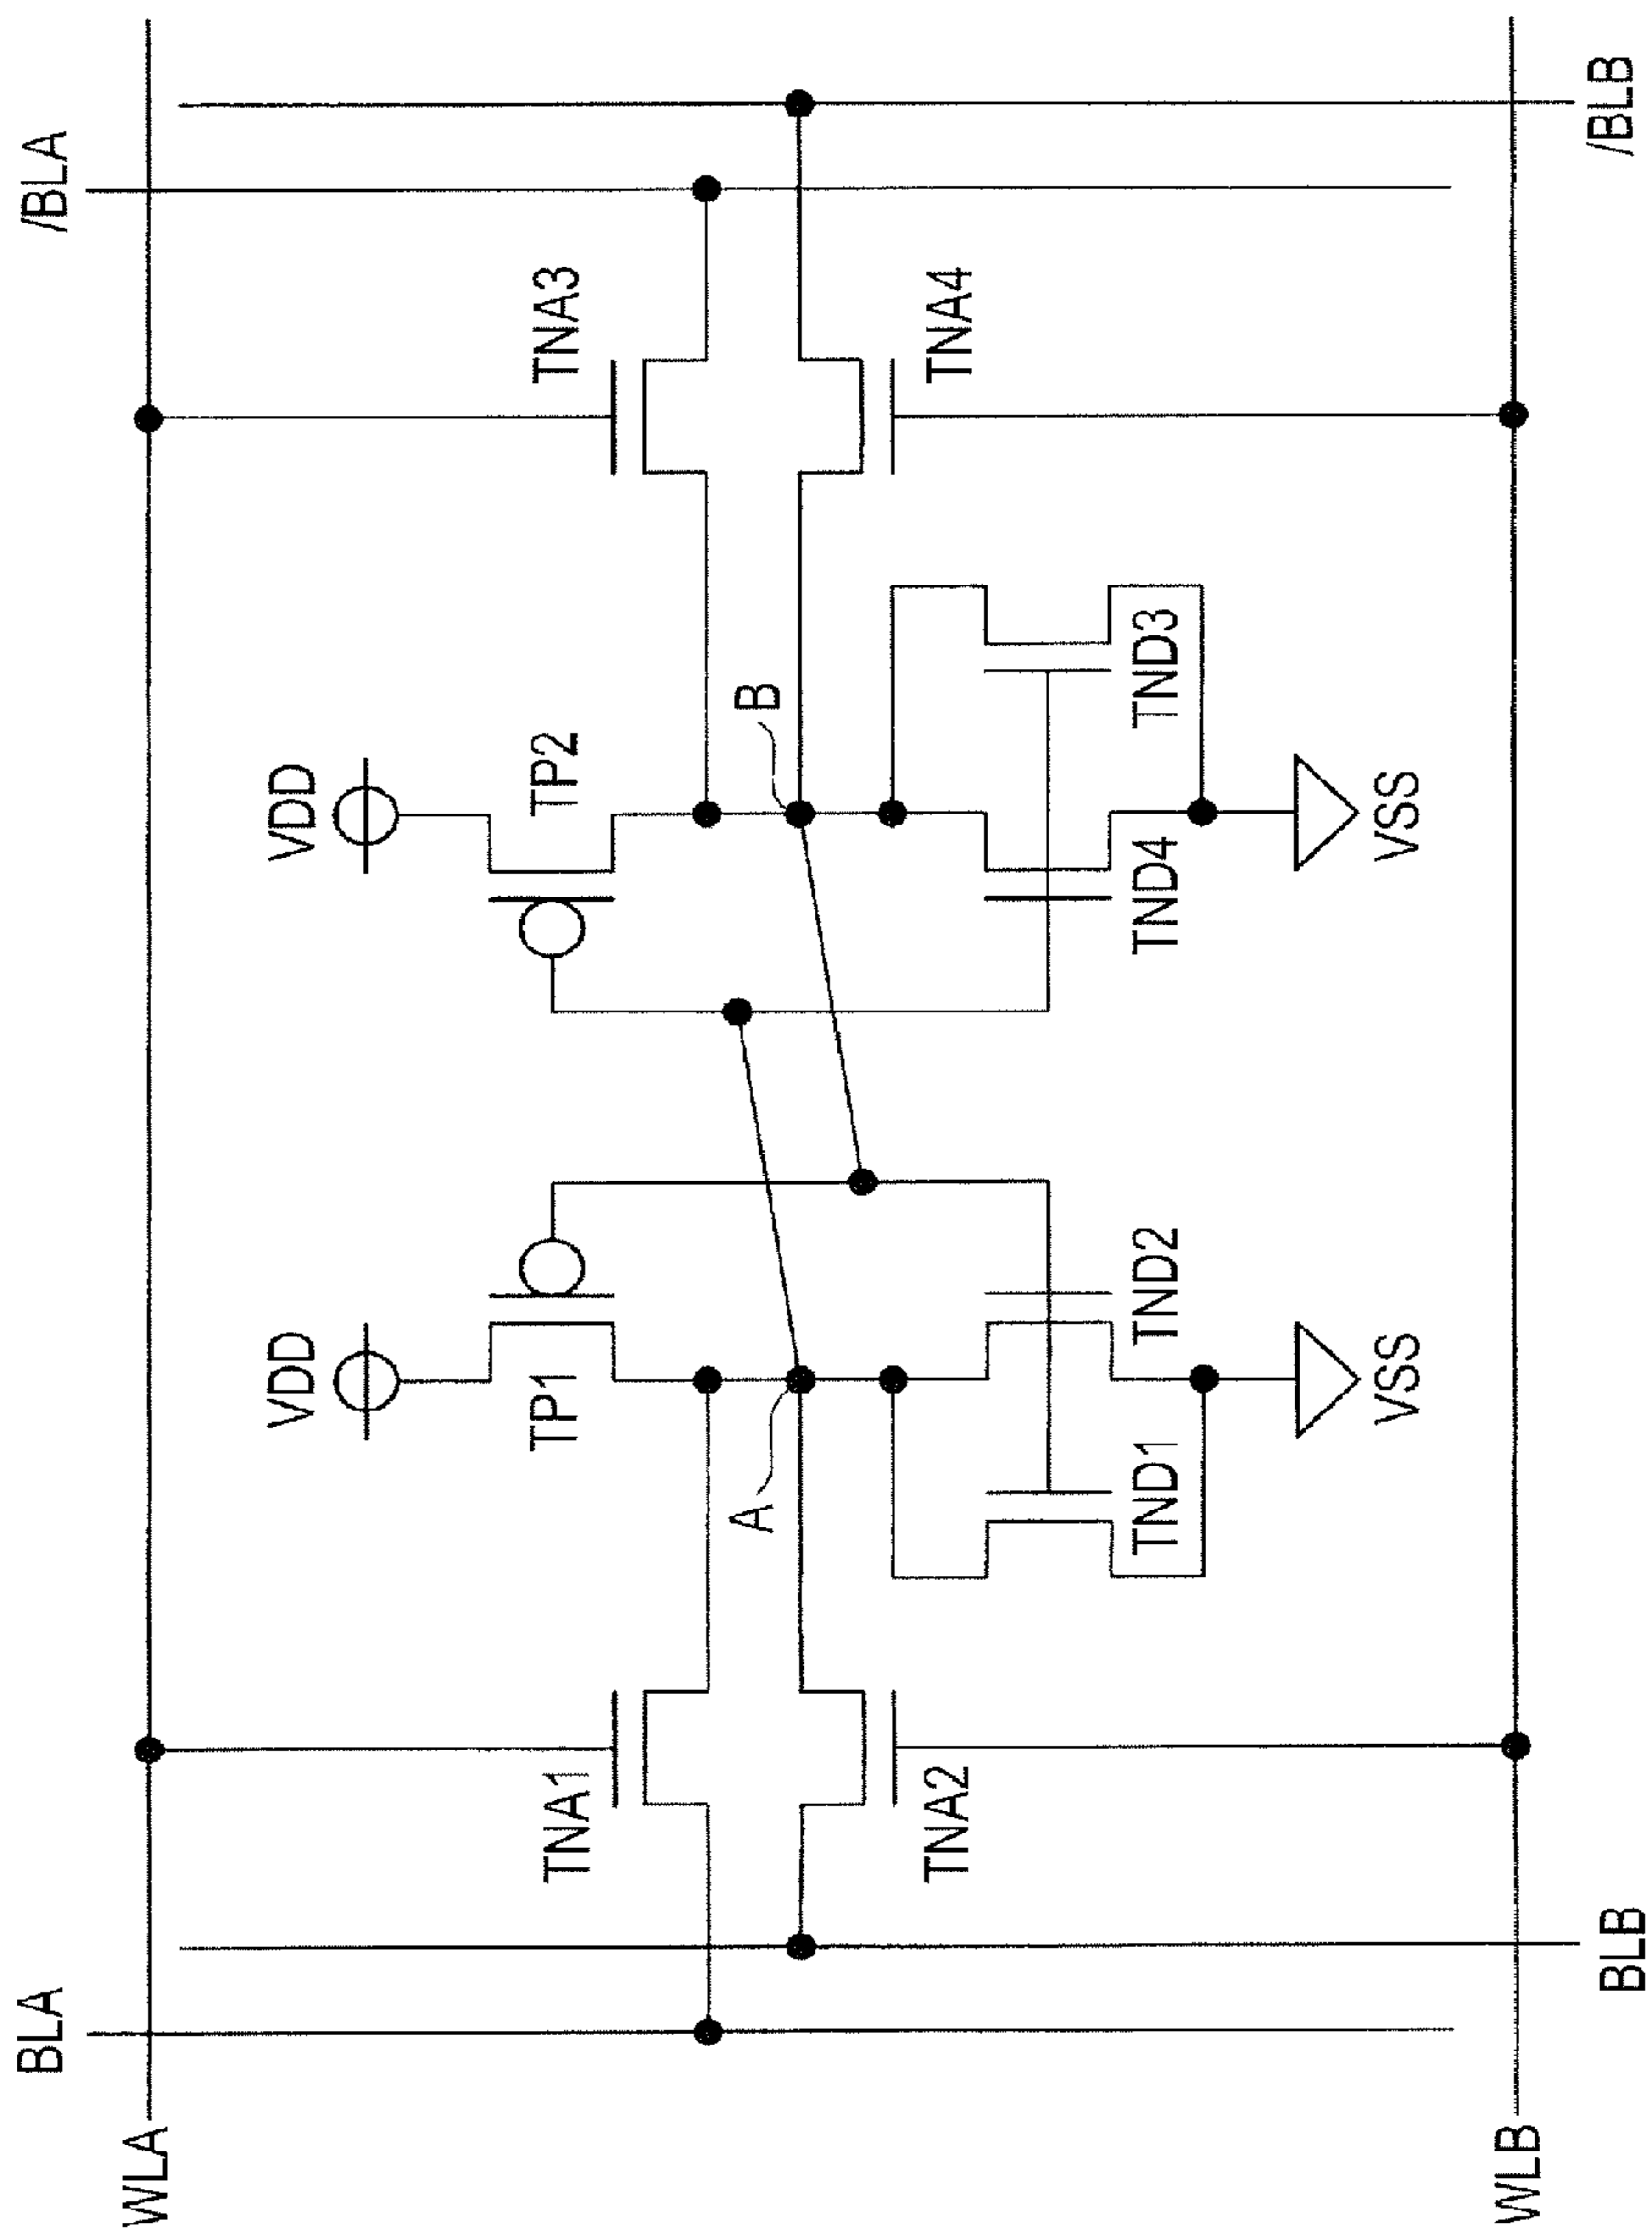 BLA
/BLA
WLA
VDD
VDD
TNA1
TP1
TP2
TNA3
A
B
TNA2
TNA4
TND1
TND2
TND4
TND3
VSS
VSS
WLB
BLB
/BLB